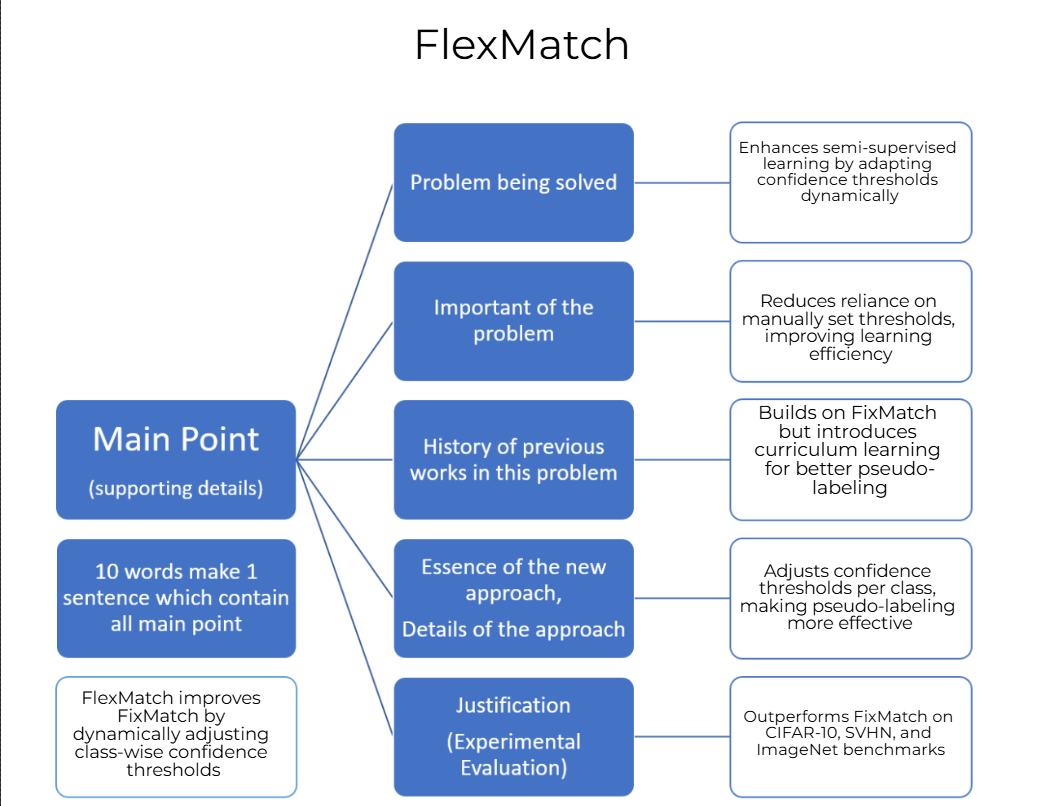 FlexMatch
Main Point
(supporting details)
10 words make 1
sentence which contain
all main point
FlexMatch improves
FixMatch by
dynamically adjusting
class-wise confidence
thresholds
Problem being solved
Enhances semi-supervised
learning by adapting
confidence thresholds
dynamically
Important of the
problem
Reduces reliance on
manually set thresholds,
improving learning
efficiency
History of previous
works in this problem
Builds on FixMatch
but introduces
curriculum learning
for better pseudo-
labeling
Essence of the new
approach,
Details of the approach
Adjusts confidence
thresholds per class,
making pseudo-labeling
more effective
Justification
(Experimental
Evaluation)
Outperforms FixMatch on
CIFAR-10, SVHN, and
ImageNet benchmarks